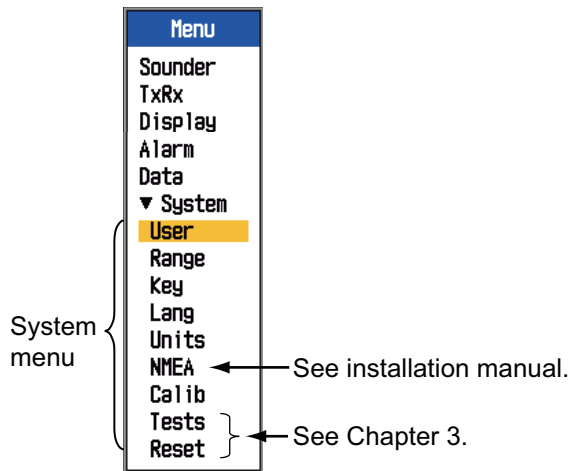 Menu
Sounder
TxRx
Display
Alarm
Data
▼ System
User
Range
Key
Lang
Units
NMEA
Calib
Tests
Reset
System
menu
See installation manual.
See Chapter 3.